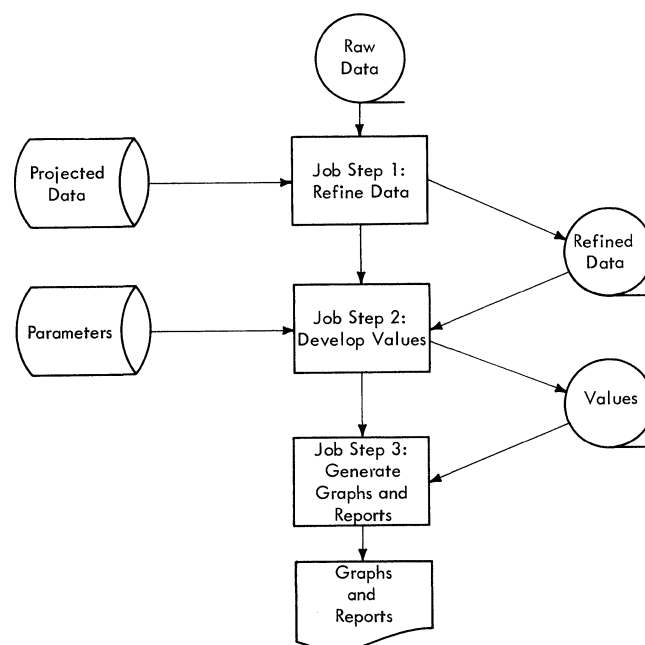 Raw
Data
Projected
Data
Job Step 1:
Refine Data
Refined
Data
Parameters
Job Step 2:
Develop Values
Values
Job Step 3:
Generate
Graphs and
Reports
Graphs
and
Reports